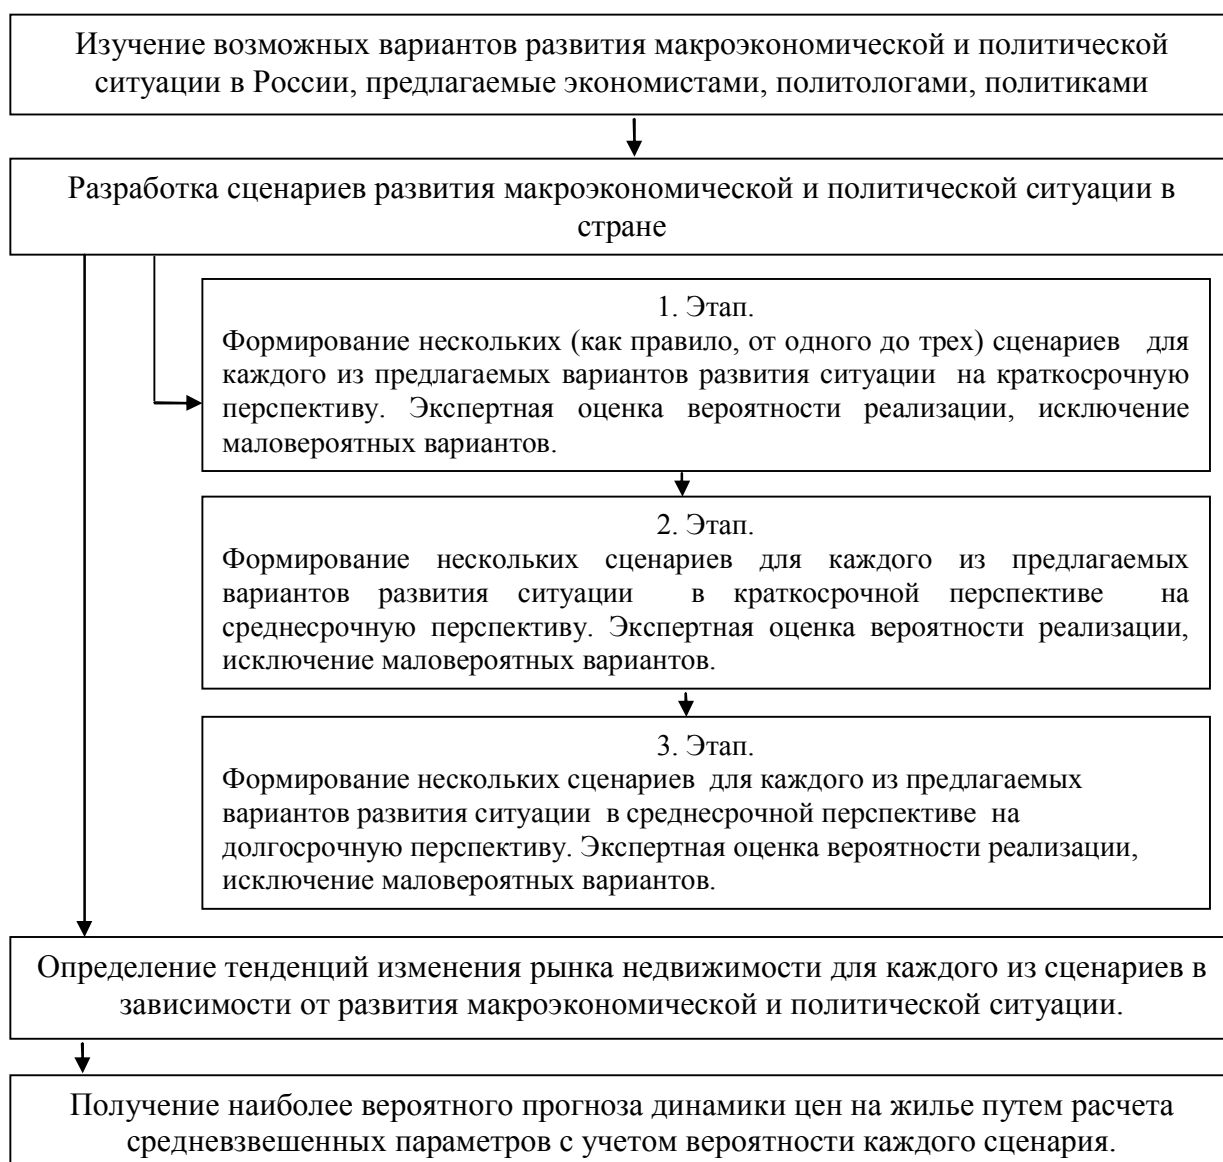 Изучение возможных вариантов развития макроэкономической и политической
ситуации в России, предлагаемые экономистами, политологами, политиками
Разработка сценариев развития макроэкономической и политической ситуации в
стране
1. Этап.
Формирование нескольких (как правило, от одного до трех) сценариев для
каждого из предлагаемых вариантов развития ситуации на краткосрочную
перспективу. Экспертная оценка вероятности реализации, исключение
маловероятных вариантов.
2. Этап.
Формирование нескольких сценариев для каждого из предлагаемых
вариантов развития ситуации в краткосрочной перспективе на
среднесрочную перспективу. Экспертная оценка вероятности реализации,
исключение маловероятных вариантов.
3. Этап.
Формирование нескольких сценариев для каждого из предлагаемых
вариантов развития ситуации в среднесрочной перспективе на
долгосрочную перспективу. Экспертная оценка вероятности реализации,
исключение маловероятных вариантов.
Определение тенденций изменения рынка недвижимости для каждого из сценариев в
зависимости от развития макроэкономической и политической ситуации.
Получение наиболее вероятного прогноза динамики цен на жилье путем расчета
средневзвешенных параметров с учетом вероятности каждого сценария.